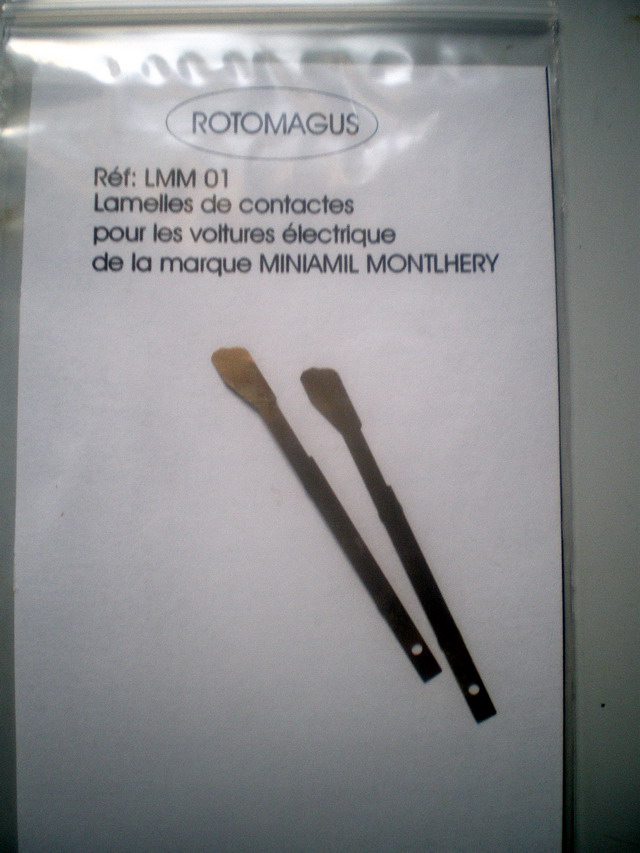 ROTOMAGUS
Réf: LMM 01
Lamelles de contactes
pour les voitures électrique
de la marque MINIAMIL MONTLHERY